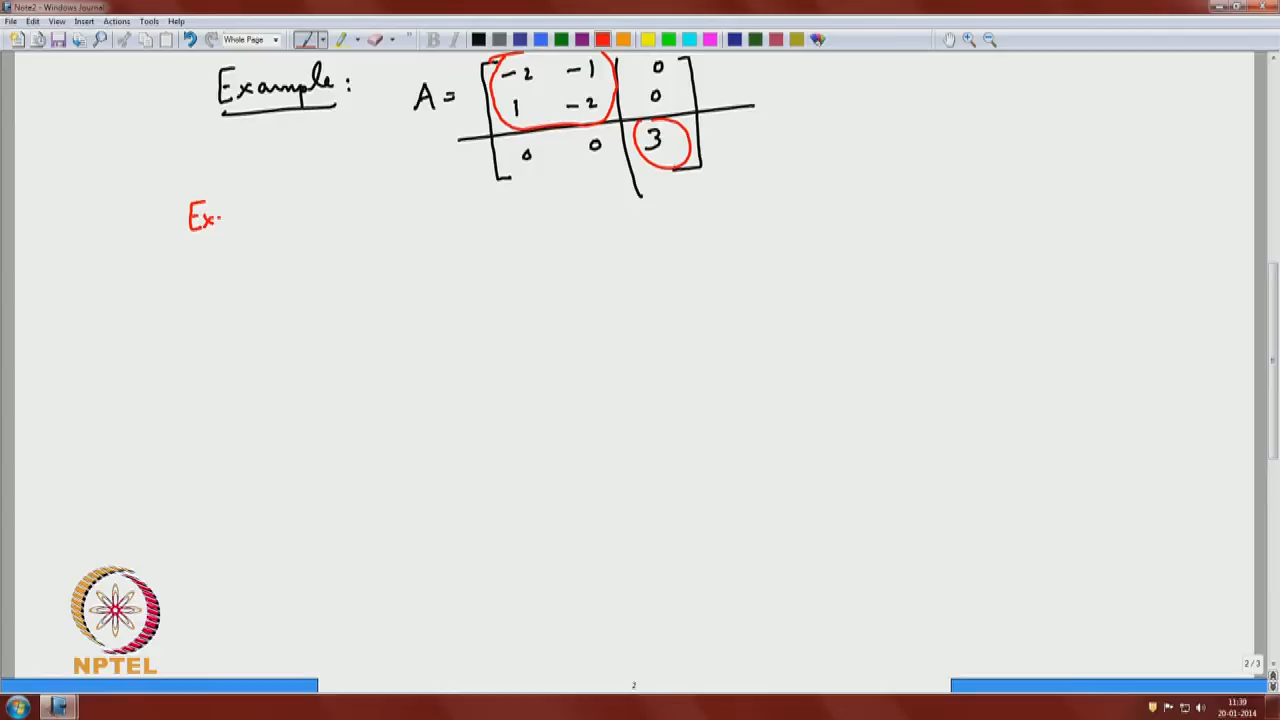 Note2 - Windows Journal
File Edit View Insert Actions Tools Help
Whole Page
B I
Example : A = -2 -1 0
1 -2 0
0 0 3
Ex.
NPTEL
2/3
2
11:39
20-01-2014